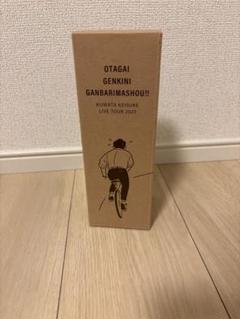 OTAGAI
GENKINI
GANBARIMASHOU!!
KUWATA KEISUKE
LIVE TOUR 2022